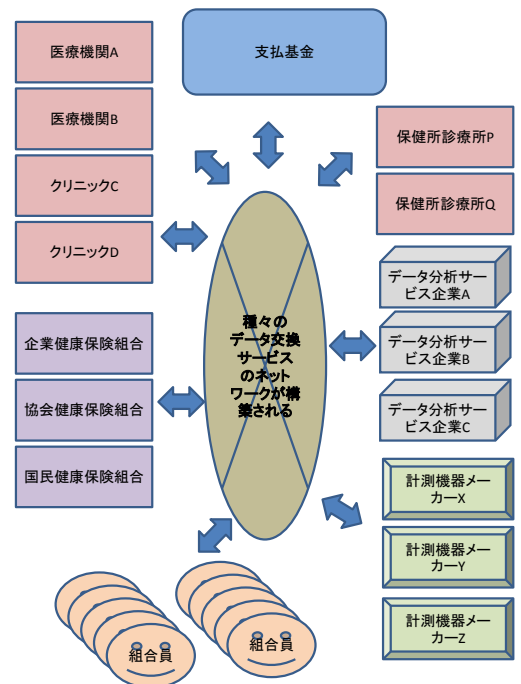 医療機関A
医療機関B
クリニックC
クリニックD
支払基金
保健所診療所P
保健所診療所Q
データ分析サー
ビス企業A
データ分析サー
ビス企業B
データ分析サー
ビス企業C
種々の
データ交換
サービス
のネット
ワークが構
築される
企業健康保険組合
協会健康保険組合
国民健康保険組合
計測機器メー
カーX
計測機器メー
カーY
計測機器メー
カーZ
組合員
組合員